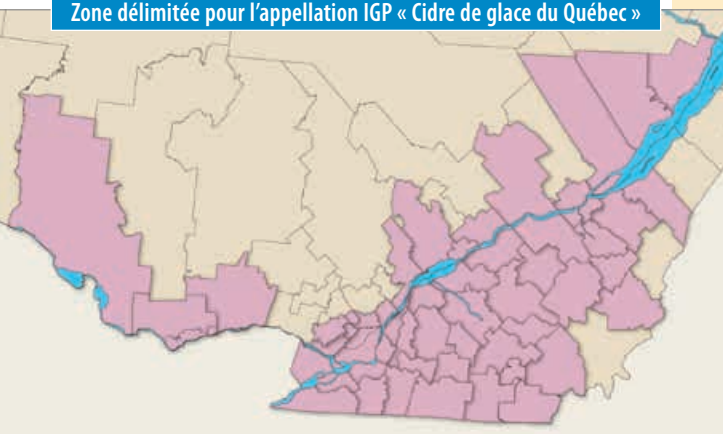 Zone délimitée pour l’appellation IGP « Cidre de glace du Québec »